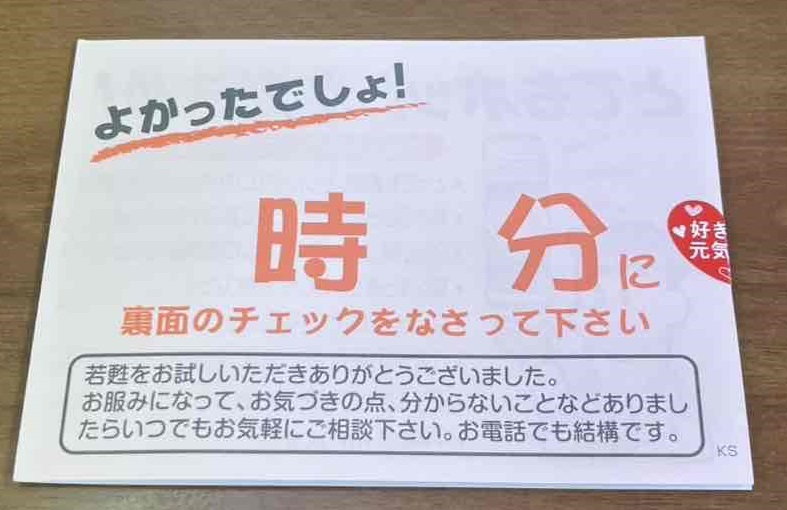 よかったでしょ!
時 分に
好き
元気
裏面のチェックをなさって下さい
若甦をお試しいただきありがとうございました。
お服みになって、お気づきの点、分からないことなどありまし
たらいつでもお気軽にご相談下さい。お電話でも結構です。
KS